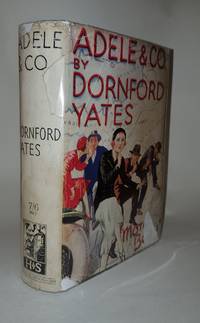 ADELE
& CO
DORNFORD
YATES
7/6
NET
H&S
ADELE & CO
BY
DORNFORD
YATES